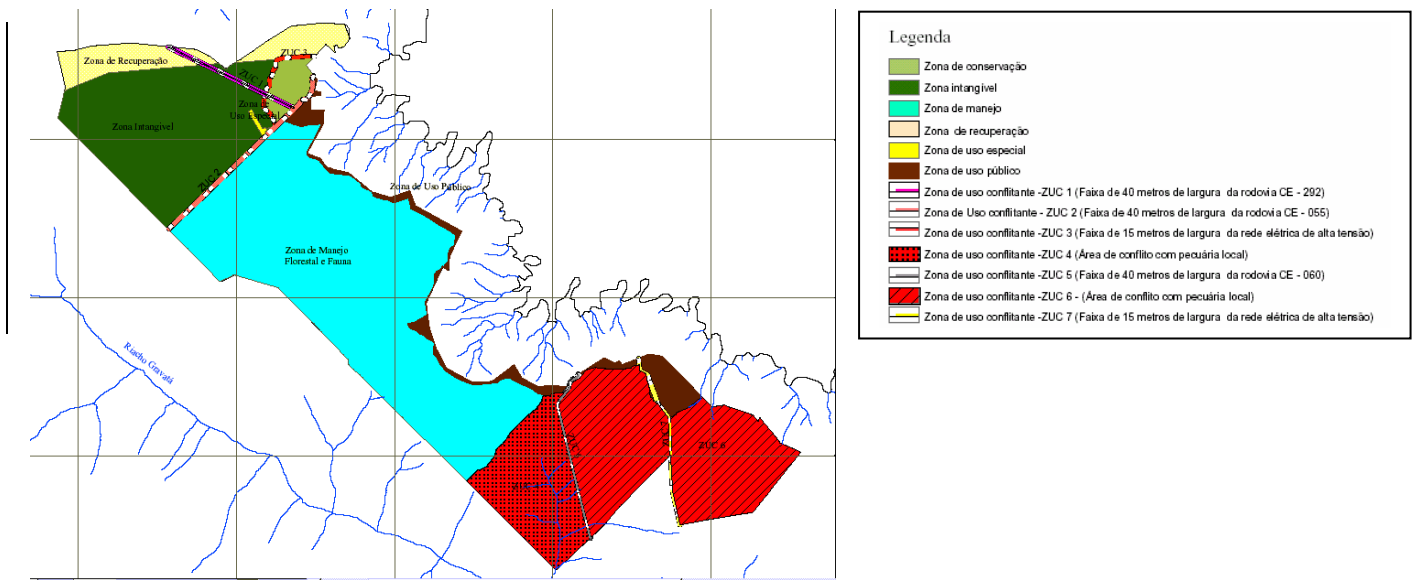 ZUC 3
Zona de Recuperação
ZUC 1
Zona de
Uso Especial
Zona Intangível
ZUC 2
Zona de Uso Público
Zona de Manejo
Florestal e Fauna
Riacho Gravatá
ZUC 6
Legenda
Zona de conservação
Zona intangível
Zona de manejo
Zona de recuperação
Zona de uso especial
Zona de uso público
Zona de uso conflitante -ZUC 1 (Faixa de 40 metros de largura da rodovia CE - 292)
Zona de Uso conflitante - ZUC 2 (Faixa de 40 metros de largura da rodovia CE - 055)
Zona de uso conflitante -ZUC 3 (Faixa de 15 metros de largura da rede elétrica de alta tensão)
Zona de uso conflitante -ZUC 4 (Área de conflito com pecuária local)
Zona de uso conflitante -ZUC 5 (Faixa de 40 metros de largura da rodovia CE - 060)
Zona de uso conflitante -ZUC 6 - (Área de conflito com pecuária local)
Zona de uso conflitante -ZUC 7 (Faixa de 15 metros de largura da rede elétrica de alta tensão)